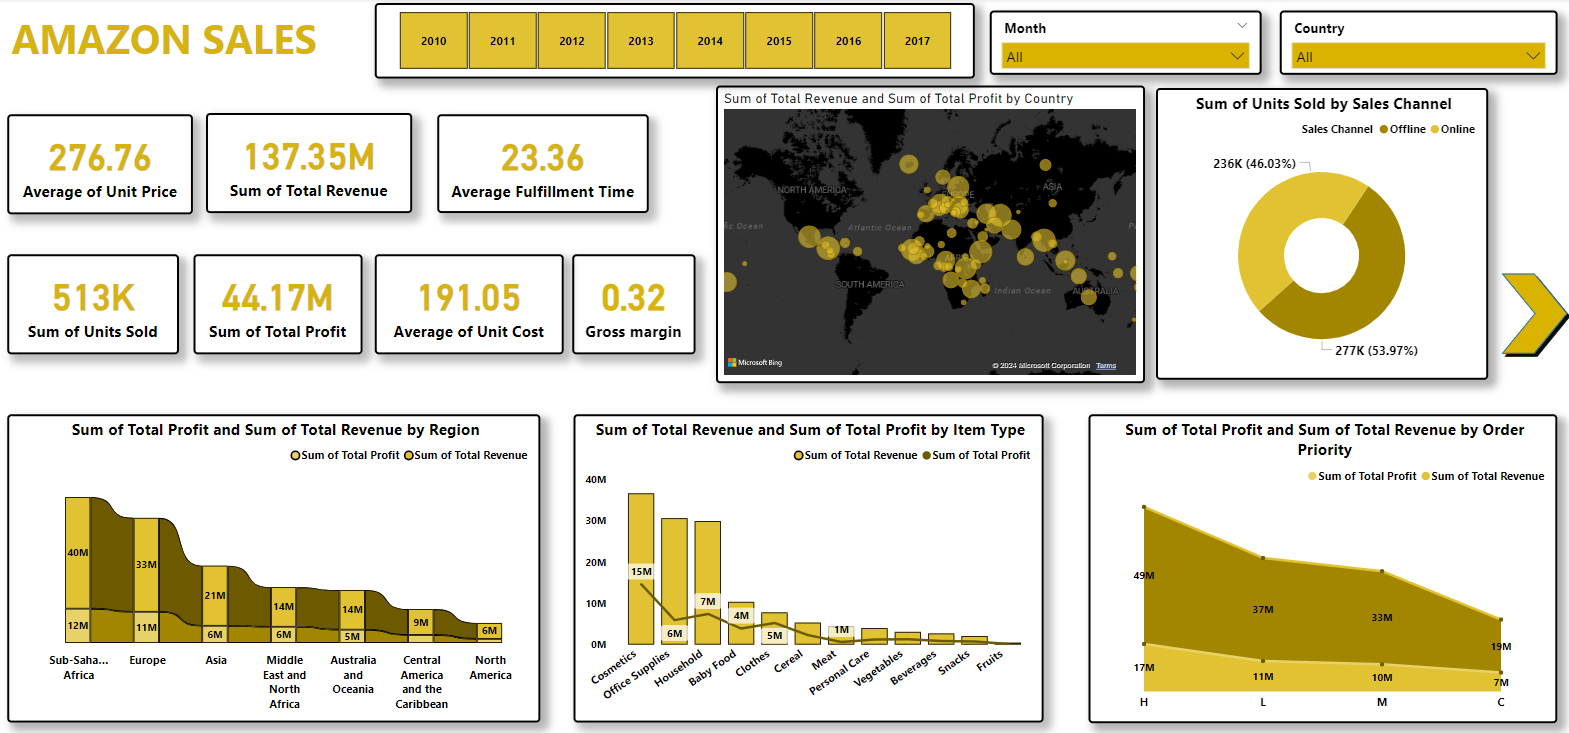 AMAZON SALES
2010 2011 2012 2013 2014 2015 2016 2017
Month
All
Country
All
276.76
Average of Unit Price
137.35M
Sum of Total Revenue
23.36
Average Fulfillment Time
513K
Sum of Units Sold
44.17M
Sum of Total Profit
191.05
Average of Unit Cost
0.32
Gross margin
Sum of Total Revenue and Sum of Total Profit by Country
NORTH AMERICA
ASIA
Atlantic Ocean
SOUTH AMERICA
Indian Ocean
Microsoft Bing
© 2024 Microsoft Corporation Terms
Sum of Units Sold by Sales Channel
Sales Channel Offline Online
236K (46.03%)
277K (53.97%)
Sum of Total Profit and Sum of Total Revenue by Region
Sum of Total Profit Sum of Total Revenue
40M
12M
33M
11M
21M
6M
14M
6M
14M
5M
9M
6M
Sub-Saha...
Africa
Europe
Asia
Middle
East and
North
Africa
Australia
and
Oceania
Central
America
and the
Caribbean
North
America
Sum of Total Revenue and Sum of Total Profit by Item Type
Sum of Total Revenue Sum of Total Profit
40M
30M
20M
10M
0M
15M
6M
7M
4M
5M
1M
Cosmetics
Office Supplies
Household
Baby Food
Clothes
Cereal
Meat
Personal Care
Vegetables
Beverages
Snacks
Fruits
Sum of Total Profit and Sum of Total Revenue by Order
Priority
Sum of Total Profit Sum of Total Revenue
49M
37M
33M
19M
17M
11M
10M
7M
H L M C